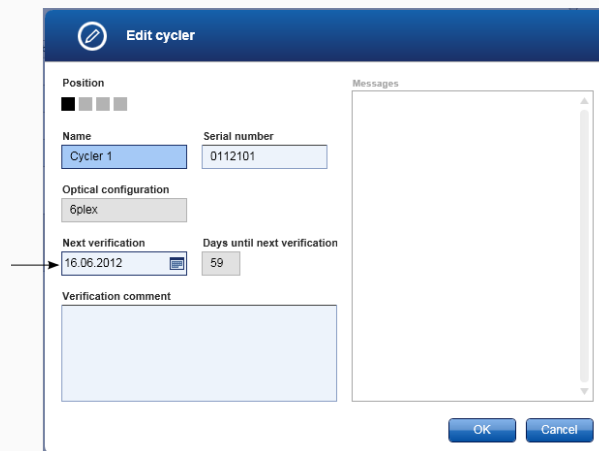 Edit cycler
Position
Messages
Name
Serial number
Cycler 1
0112101
Optical configuration
6plex
Next verification
Days until next verification
16.06.2012
59
Verification comment
OK
Cancel